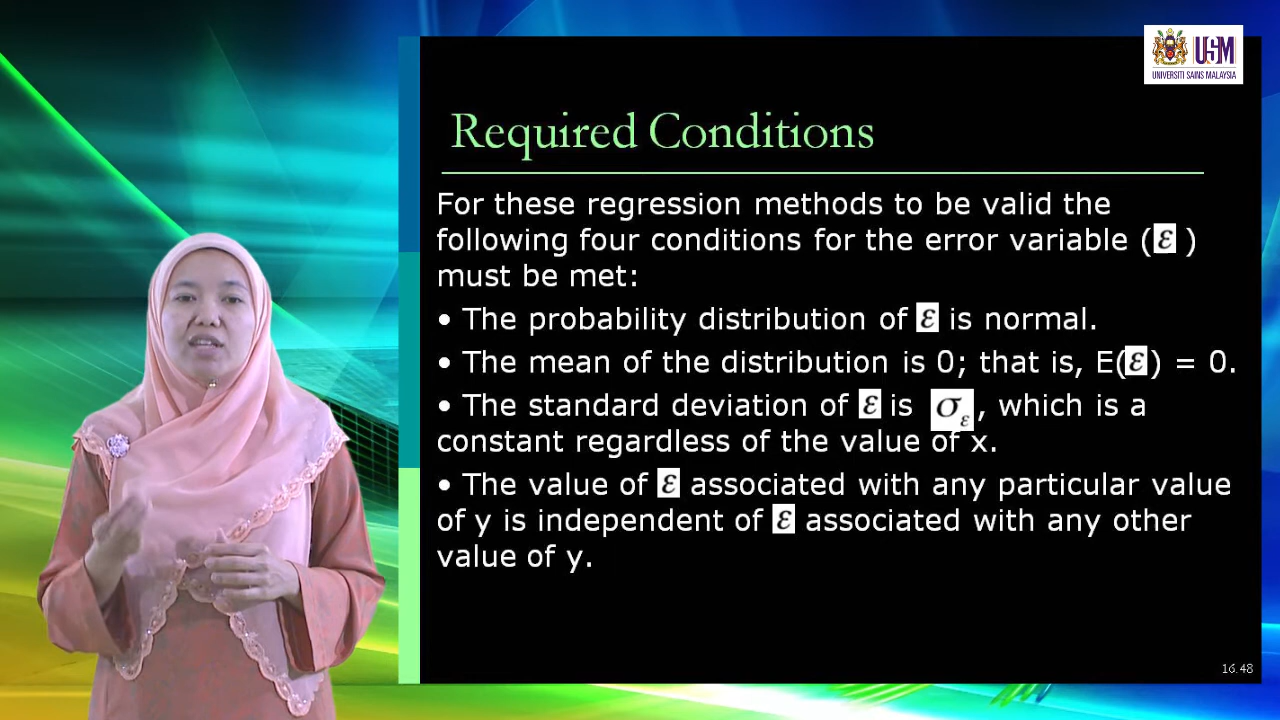 USM
UNIVERSITI SAINS MALAYSIA
Required Conditions
For these regression methods to be valid the
following four conditions for the error variable (ε )
must be met:
• The probability distribution of ε is normal.
• The mean of the distribution is 0; that is, E(ε) = 0.
• The standard deviation of ε is σε, which is a
constant regardless of the value of x.
• The value of ε associated with any particular value
of y is independent of ε associated with any other
value of y.
16.48